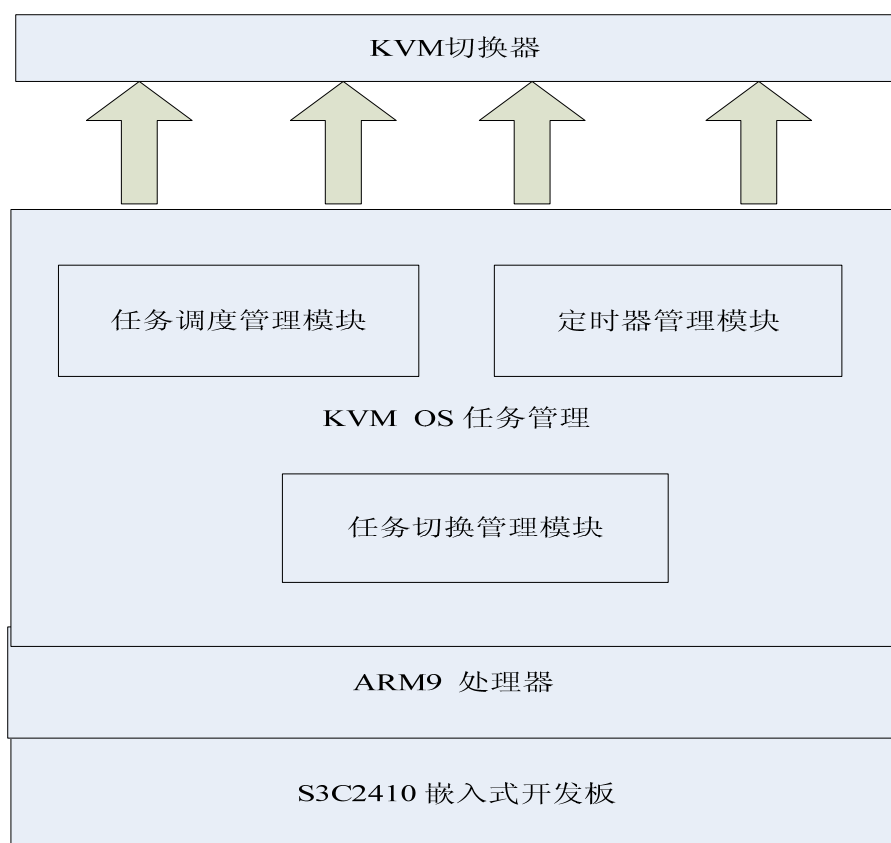 KVM切换器
任务调度管理模块
定时器管理模块
KVM OS 任务管理
任务切换管理模块
ARM9 处理器
S3C2410 嵌入式开发板